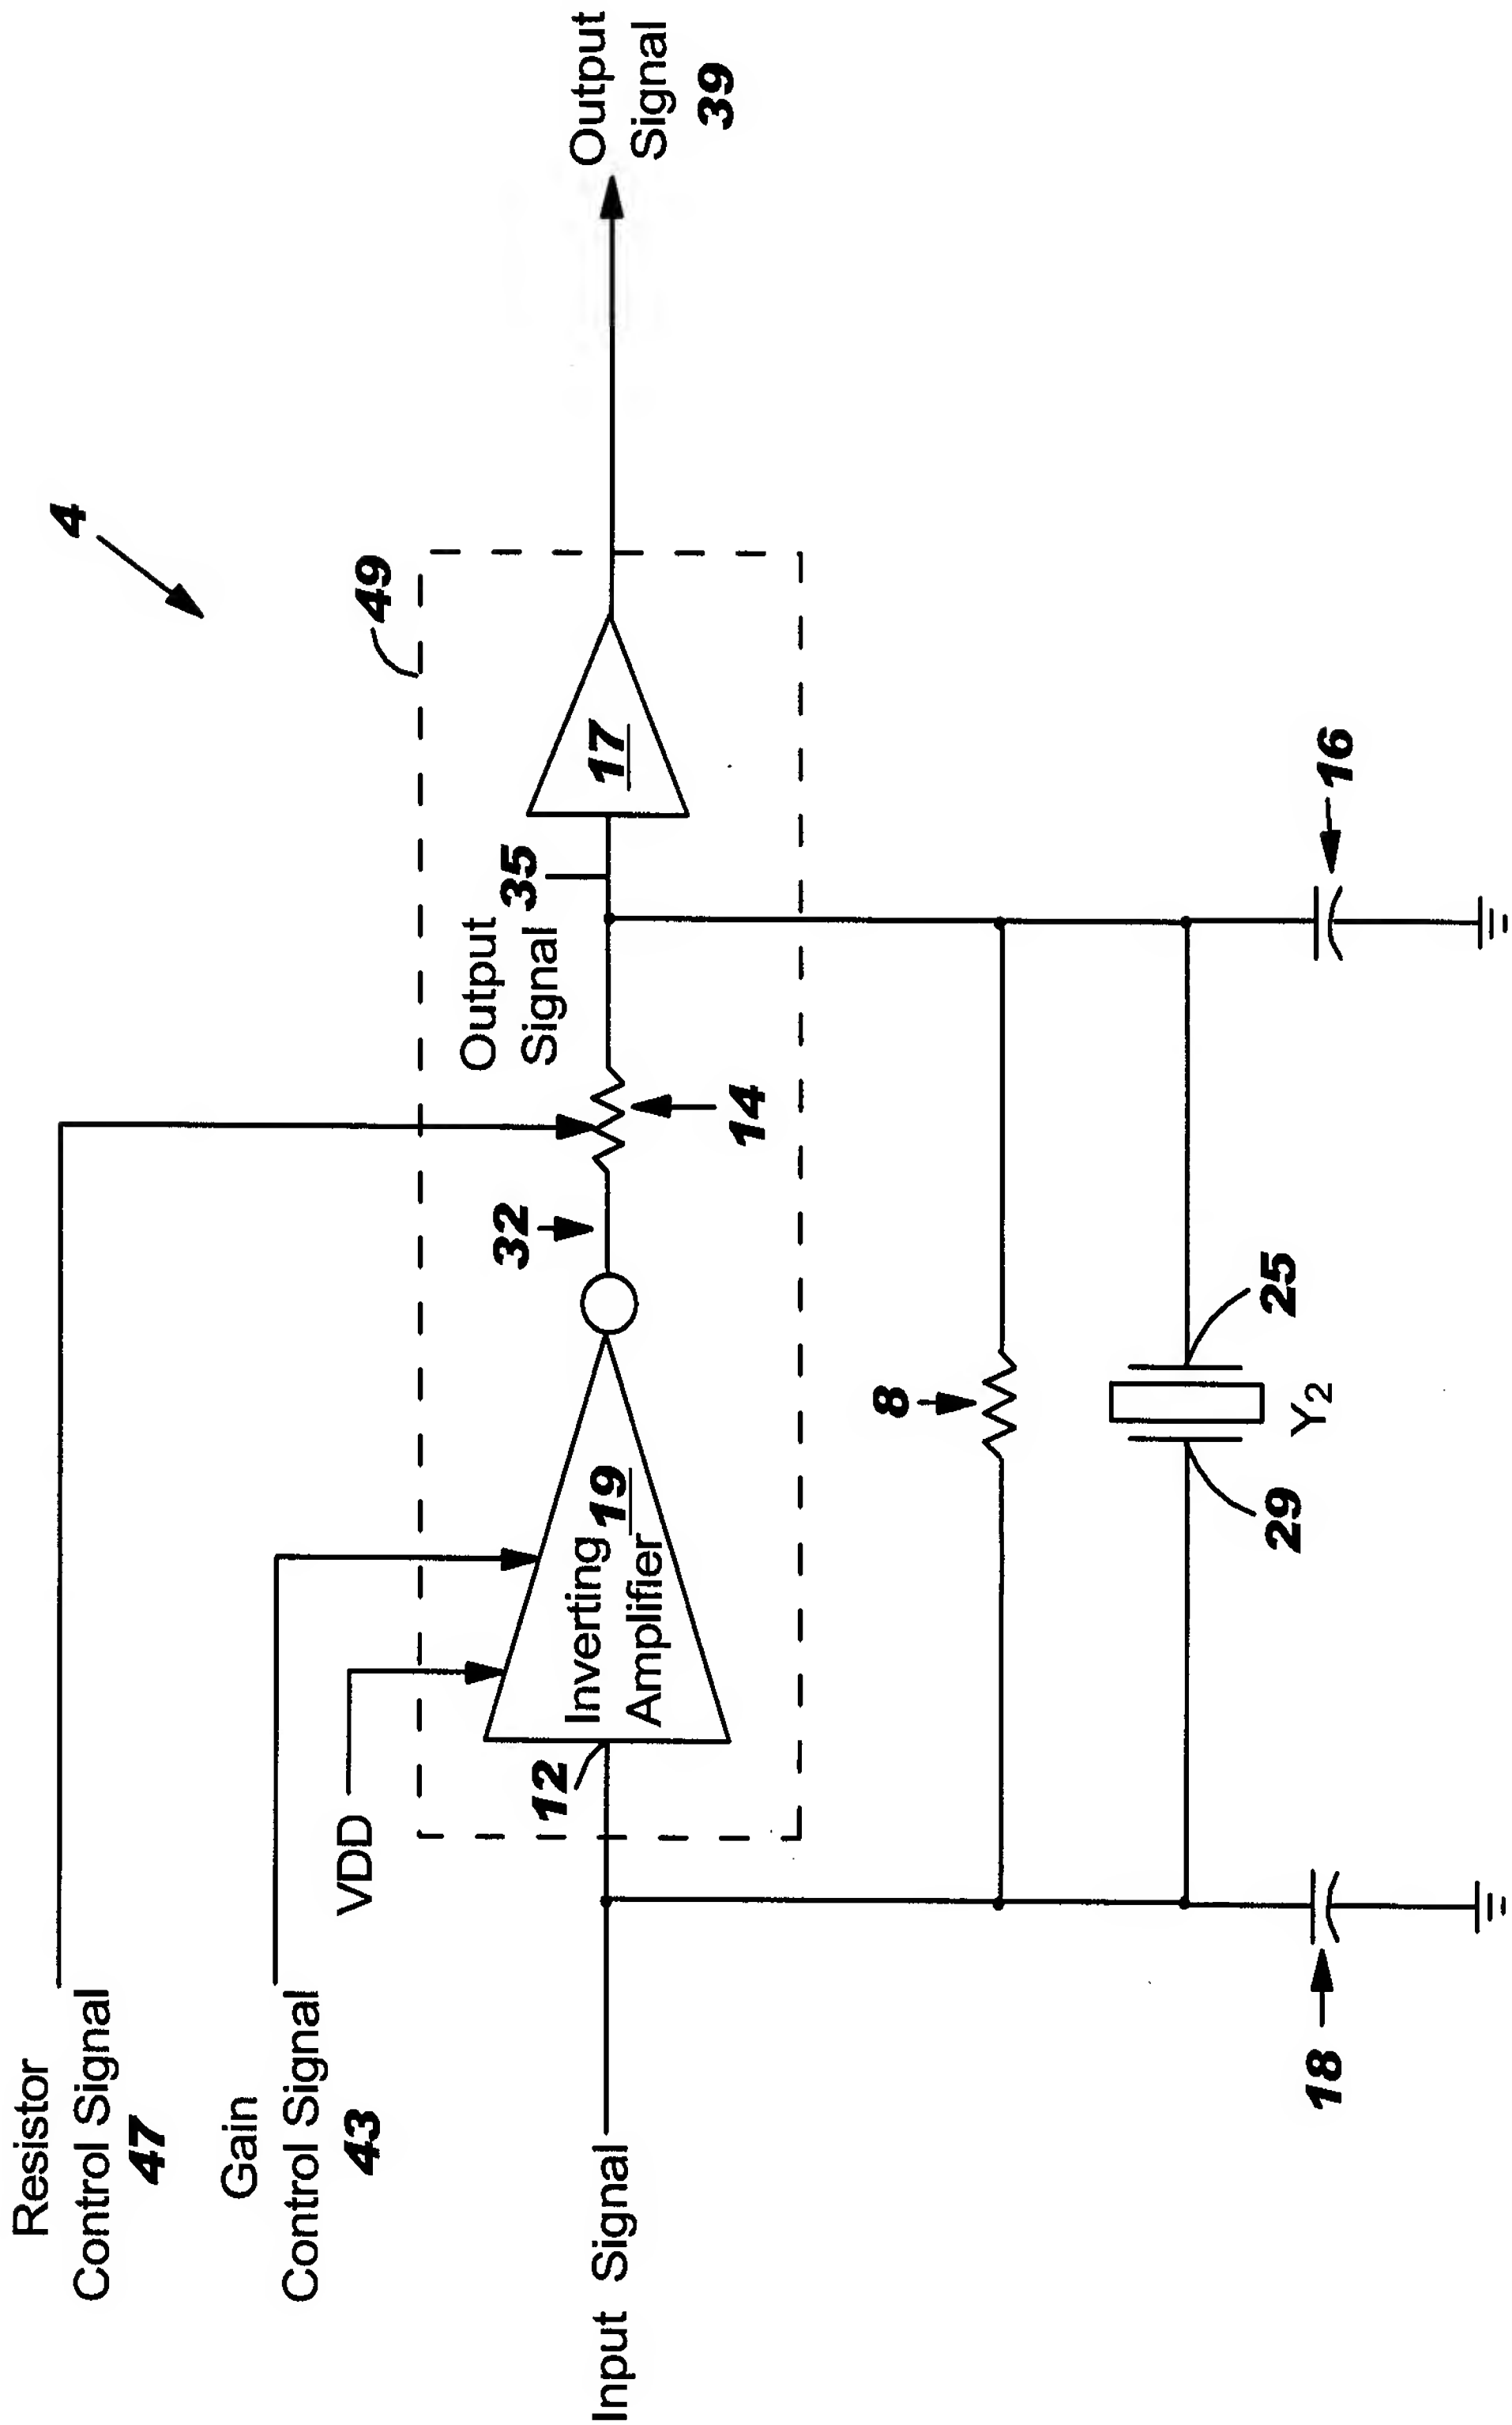 Resistor
Control Signal
47
Gain
Control Signal
43
VDD
4
49
Input Signal
12
Inverting
Amplifier
19
32
14
Output
Signal
35
17
Output
Signal
39
8
29
25
Y2
18
16